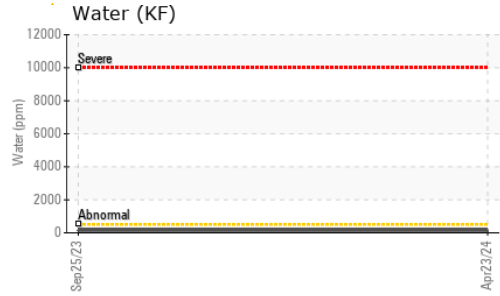 Water (KF)
12000
10000
8000
6000
4000
2000
0
Water (ppm)
Severe
Abnormal
Sep25/23
Apr23/24